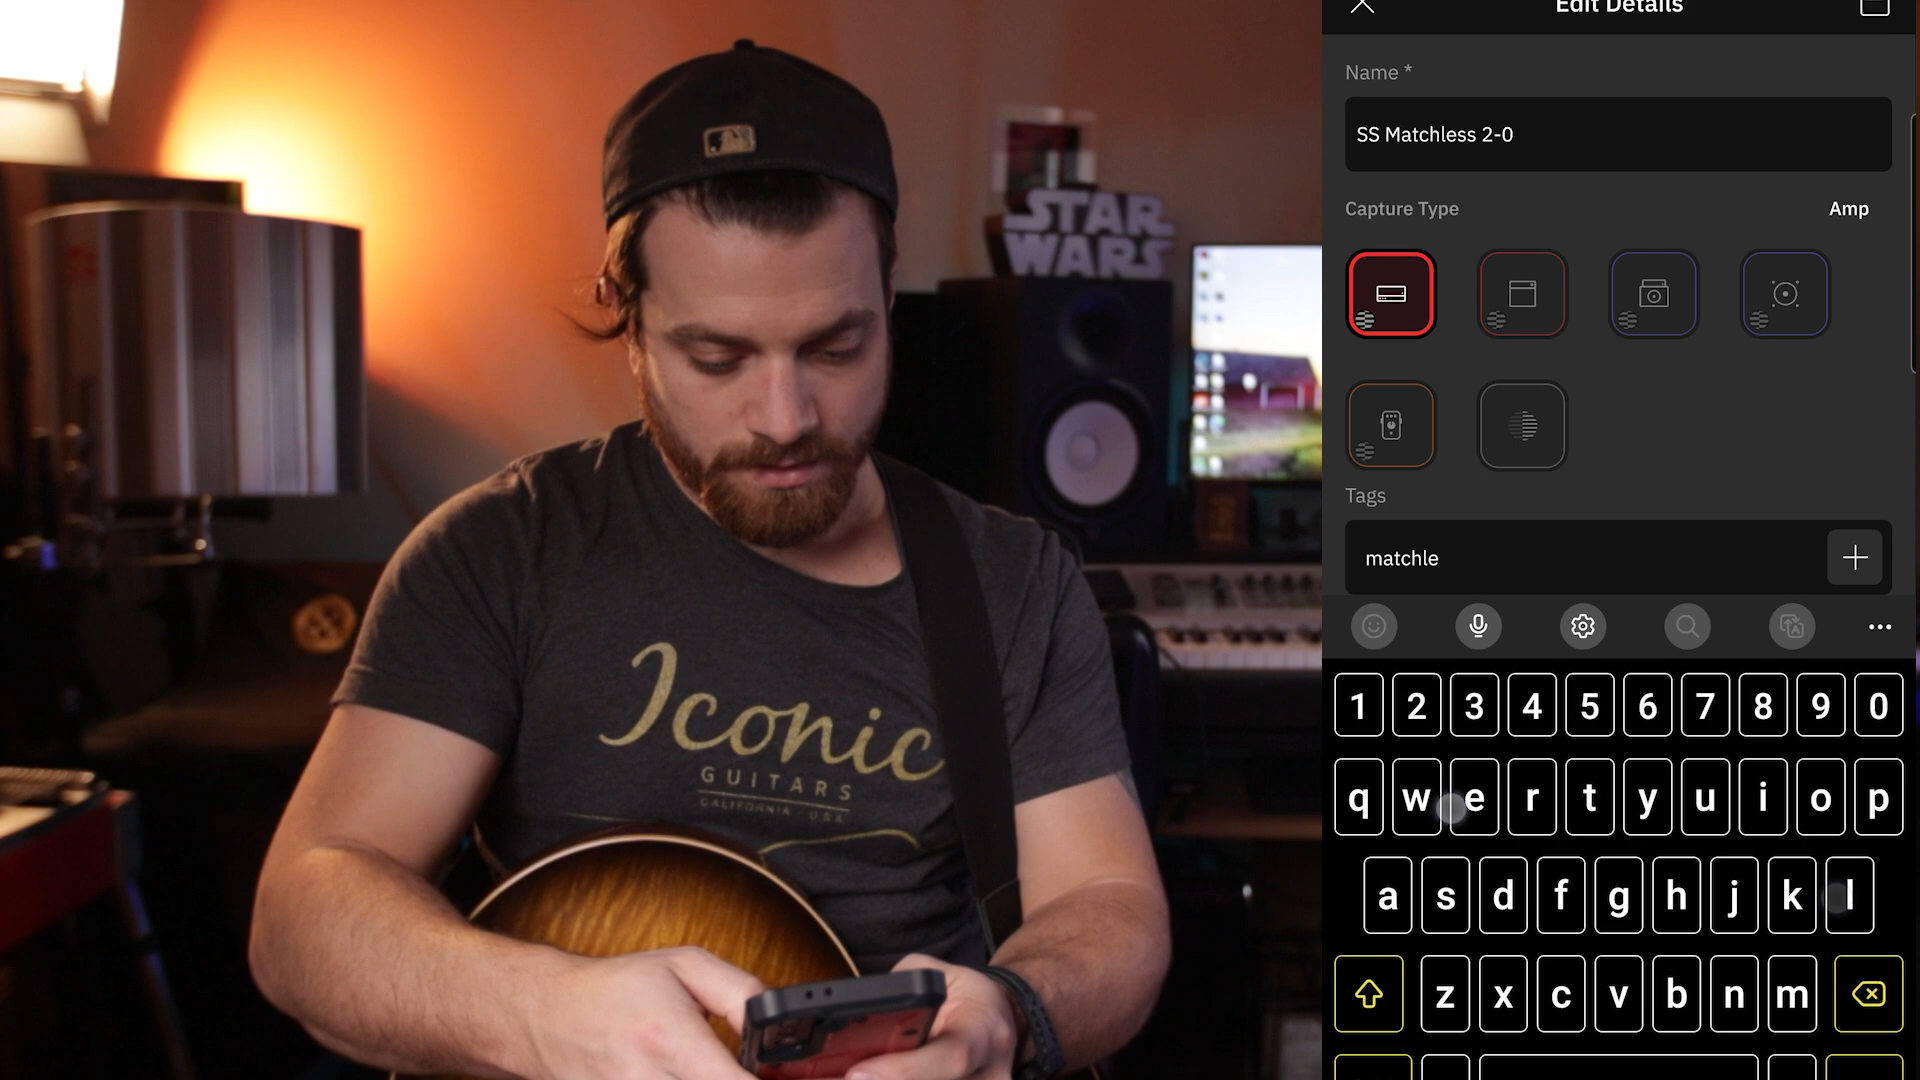 STAR
WARS
Iconic
GUITARS
CALIFORNIA · USA
Edit Details
Name *
SS Matchless 2-0
Capture Type
Amp
Tags
matchle
1 2 3 4 5 6 7 8 9 0
q w e r t y u i o p
a s d f g h j k l
z x c v b n m